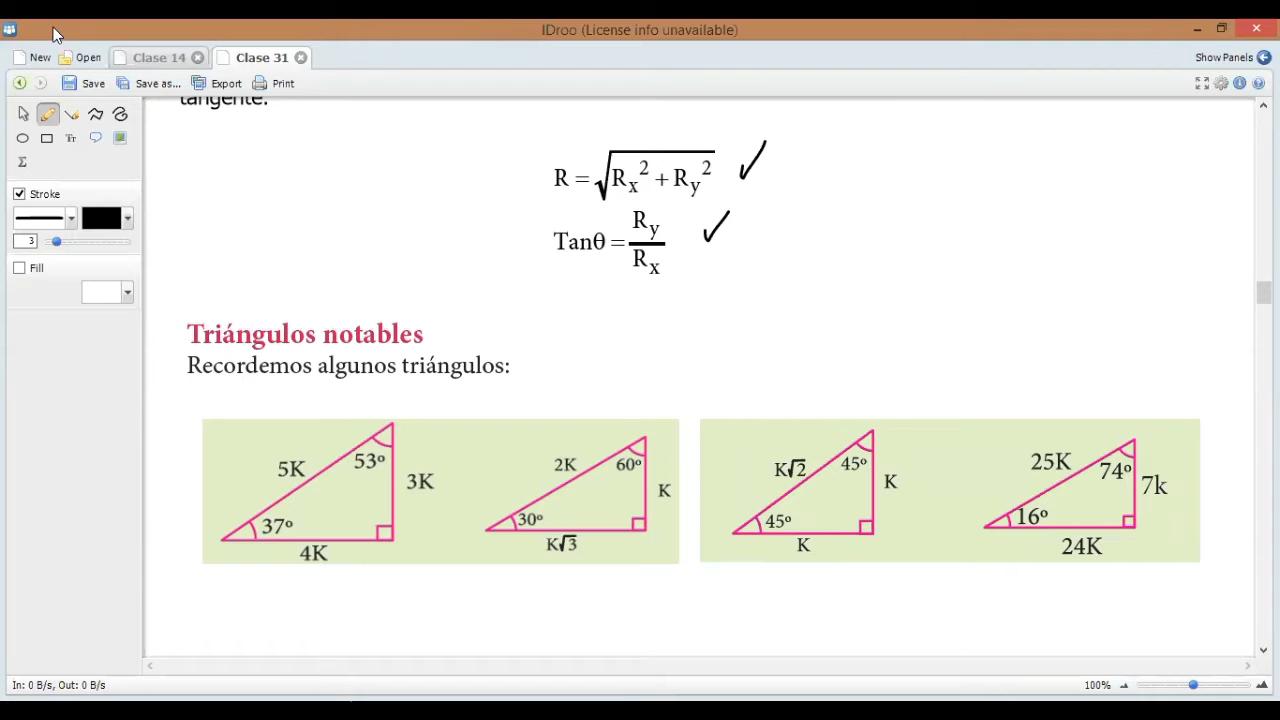 IDroo (License info unavailable)
New Open Clase 14 Clase 31 Show Panels
Save Save as... Export Print
tangente.
R = √Rx² + Ry²
Tanθ = Ry
Rx
Stroke
3
Fill
Triángulos notables
Recordemos algunos triángulos:
5K 53º 3K 37º 4K
2K 60º K 30º K√3
K√2 45º K 45º K
25K 74º 7k 16º 24K
In: 0 B/s, Out: 0 B/s 100%